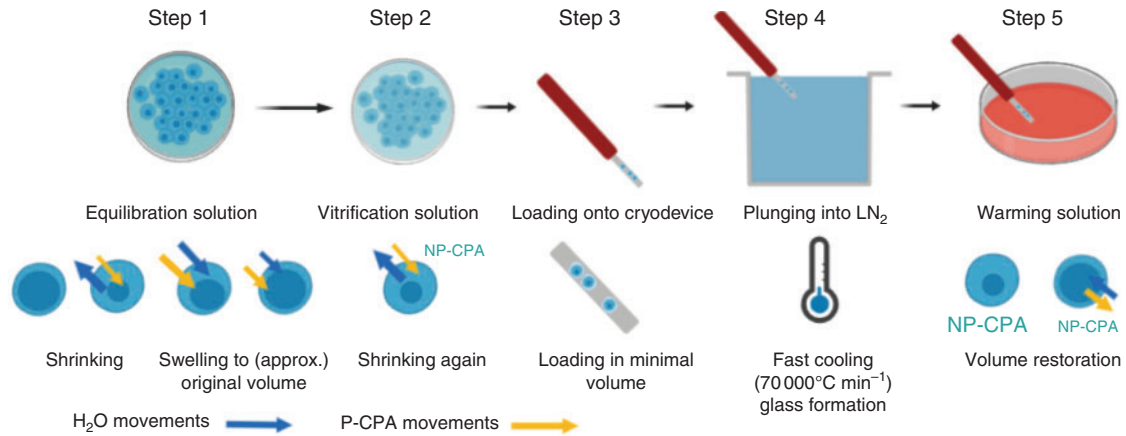 Step 1
Step 2
Step 3
Step 4
Step 5
Equilibration solution
Vitrification solution
Loading onto cryodevice
Plunging into LN₂
Warming solution
NP-CPA
NP-CPA
NP-CPA
Shrinking
Swelling to (approx.)
original volume
Shrinking again
Loading in minimal
volume
Fast cooling
(70 000°C min⁻¹)
glass formation
Volume restoration
H₂O movements
P-CPA movements